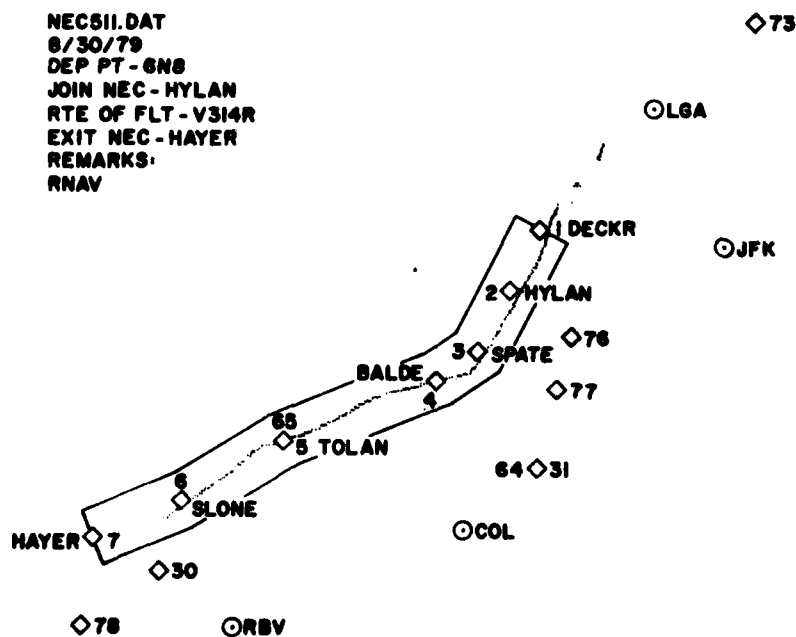 NEC511.DAT
8/30/79
DEP PT - 6N8
JOIN NEC - HYLAN
RTE OF FLT - V314R
EXIT NEC - HAYER
REMARKS:
RNAV
73
LGA
1 DECKR
JFK
2 HYLAN
76
3 SPATE
BALDE
4
77
65
5 TOLAN
64 31
6
SLONE
COL
HAYER 7
30
78
RBV